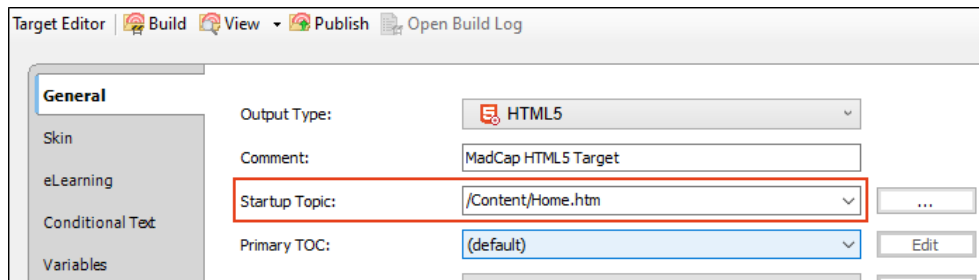 Target Editor Build View Publish Open Build Log
General
Output Type: HTML5
Skin
Comment: MadCap HTML5 Target
eLearning
Startup Topic: /Content/Home.htm ...
Conditional Text
Primary TOC: (default) Edit
Variables